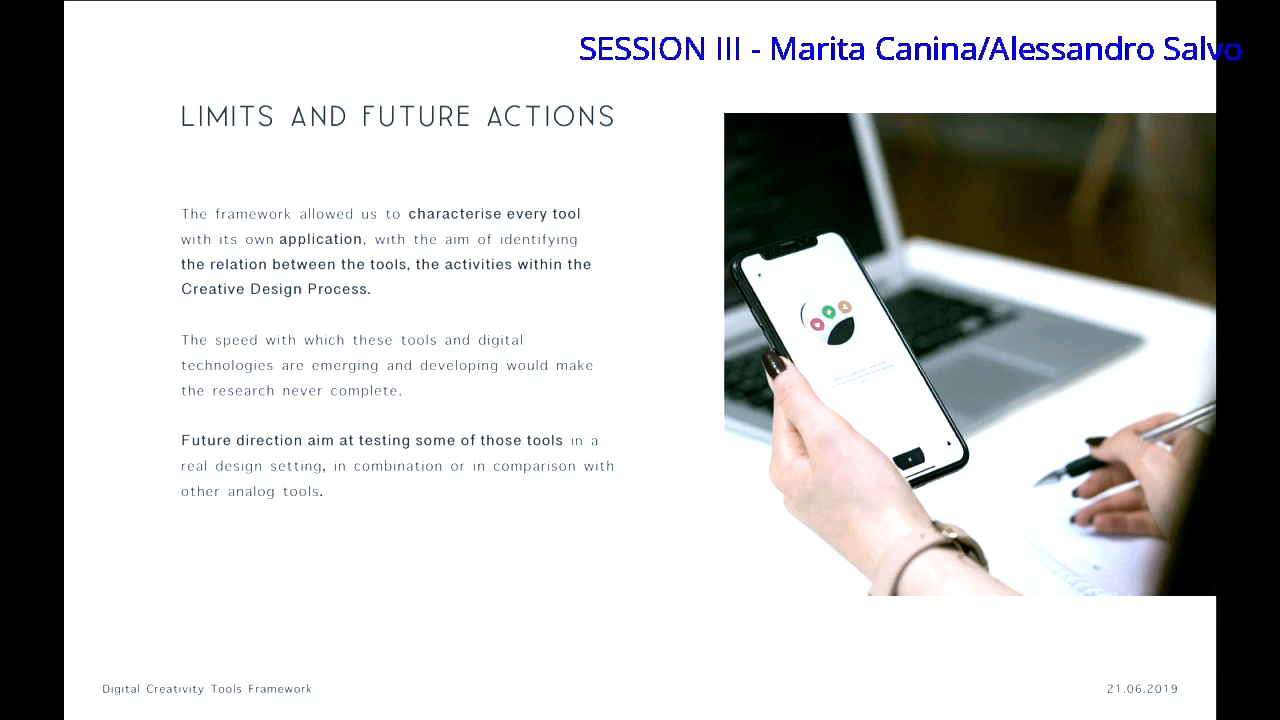 SESSION III - Marita Canina/Alessandro Salvo
LIMITS AND FUTURE ACTIONS
The framework allowed us to characterise every tool
with its own application, with the aim of identifying
the relation between the tools, the activities within the
Creative Design Process.
The speed with which these tools and digital
technologies are emerging and developing would make
the research never complete.
Future direction aim at testing some of those tools in a
real design setting, in combination or in comparison with
other analog tools.
Digital Creativity Tools Framework
21.06.2019